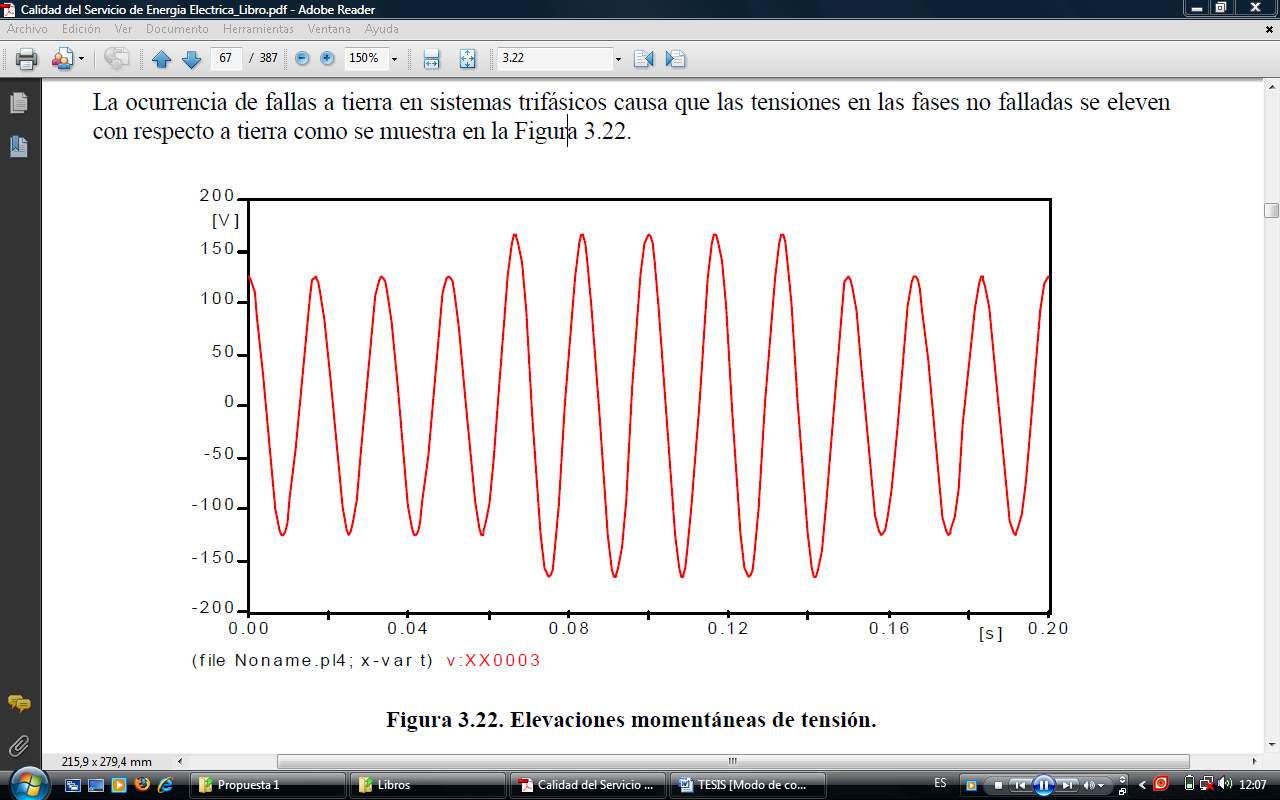 Calidad del Servicio de Energia Electrica_Libro.pdf - Adobe Reader
Archivo Edición Ver Documento Herramientas Ventana Ayuda
67 / 387 150% 3.22
La ocurrencia de fallas a tierra en sistemas trifásicos causa que las tensiones en las fases no falladas se eleven
con respecto a tierra como se muestra en la Figura 3.22.
200
[V]
150
100
50
0
-50
-100
-150
-200
0.00 0.04 0.08 0.12 0.16 [s] 0.20
(file Noname.pl4; x-var t) v:XX0003
Figura 3.22. Elevaciones momentáneas de tensión.
215,9 x 279,4 mm
Propuesta 1 Libros Calidad del Servicio ... TESIS [Modo de co... ES 12:07